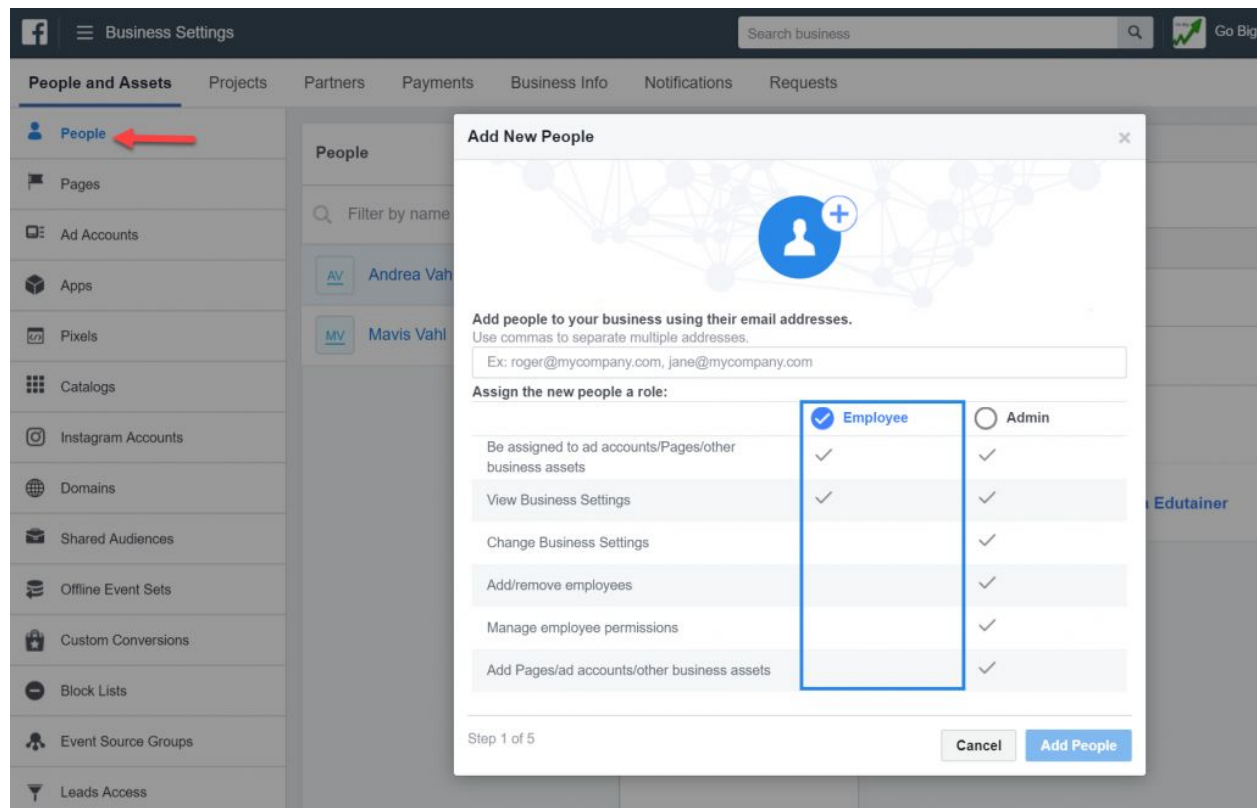 f
Business Settings
Search business
Go Big
People and Assets
Projects
Partners
Payments
Business Info
Notifications
Requests
People
Pages
Ad Accounts
Apps
Pixels
Catalogs
Instagram Accounts
Domains
Shared Audiences
Offline Event Sets
Custom Conversions
Block Lists
Event Source Groups
Leads Access
People
Filter by name
AV
Andrea Vah
MV
Mavis Vahl
Add New People
Add people to your business using their email addresses.
Use commas to separate multiple addresses.
Ex: roger@mycompany.com, jane@mycompany.com
Assign the new people a role:
Employee
Admin
Be assigned to ad accounts/Pages/other
business assets
View Business Settings
Change Business Settings
Add/remove employees
Manage employee permissions
Add Pages/ad accounts/other business assets
Step 1 of 5
Cancel
Add People
Edutainer